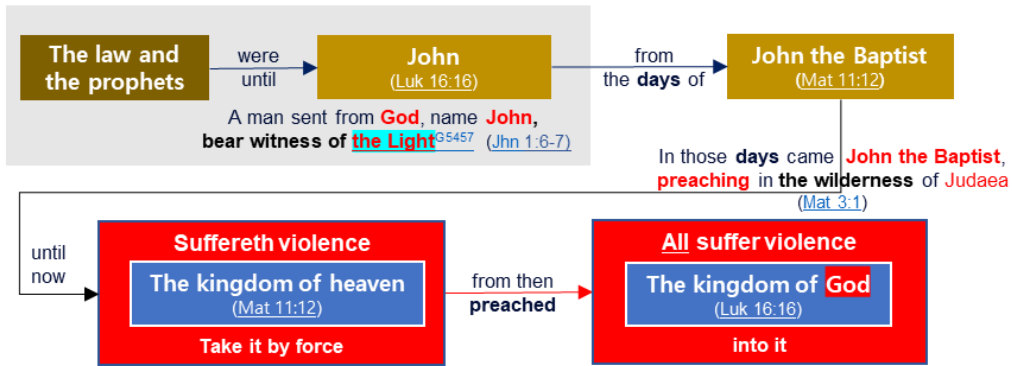 The law and
the prophets
were
until
John
(Luk 16:16)
from
the days of
John the Baptist
(Mat 11:12)
A man sent from God, name John,
bear witness of the LightG5457 (Jhn 1:6-7)
In those days came John the Baptist,
preaching in the wilderness of Judaea
(Mat 3:1)
until
now
Suffereth violence
The kingdom of heaven
(Mat 11:12)
Take it by force
from then
preached
All suffer violence
The kingdom of God
(Luk 16:16)
into it